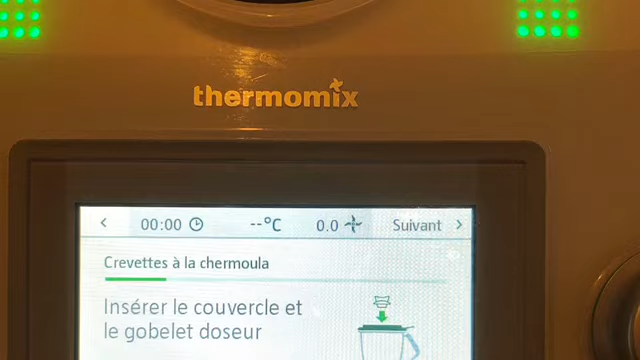 thermomix
< 00:00 --°C 0.0 Suivant >
Crevettes à la chermoula
Insérer le couvercle et
le gobelet doseur